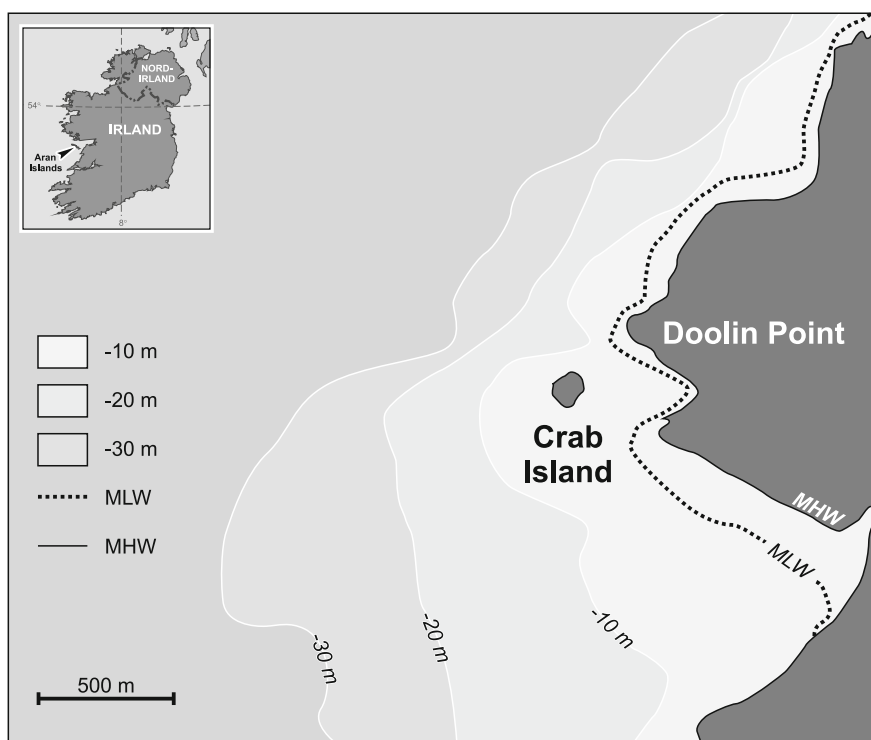 NORD-
IRLAND
54°
IRLAND
Aran
Islands
8°
Doolin Point
-10 m
-20 m
-30 m
MLW
MHW
Crab
Island
MHW
MLW
-10 m
-20 m
-30 m
500 m